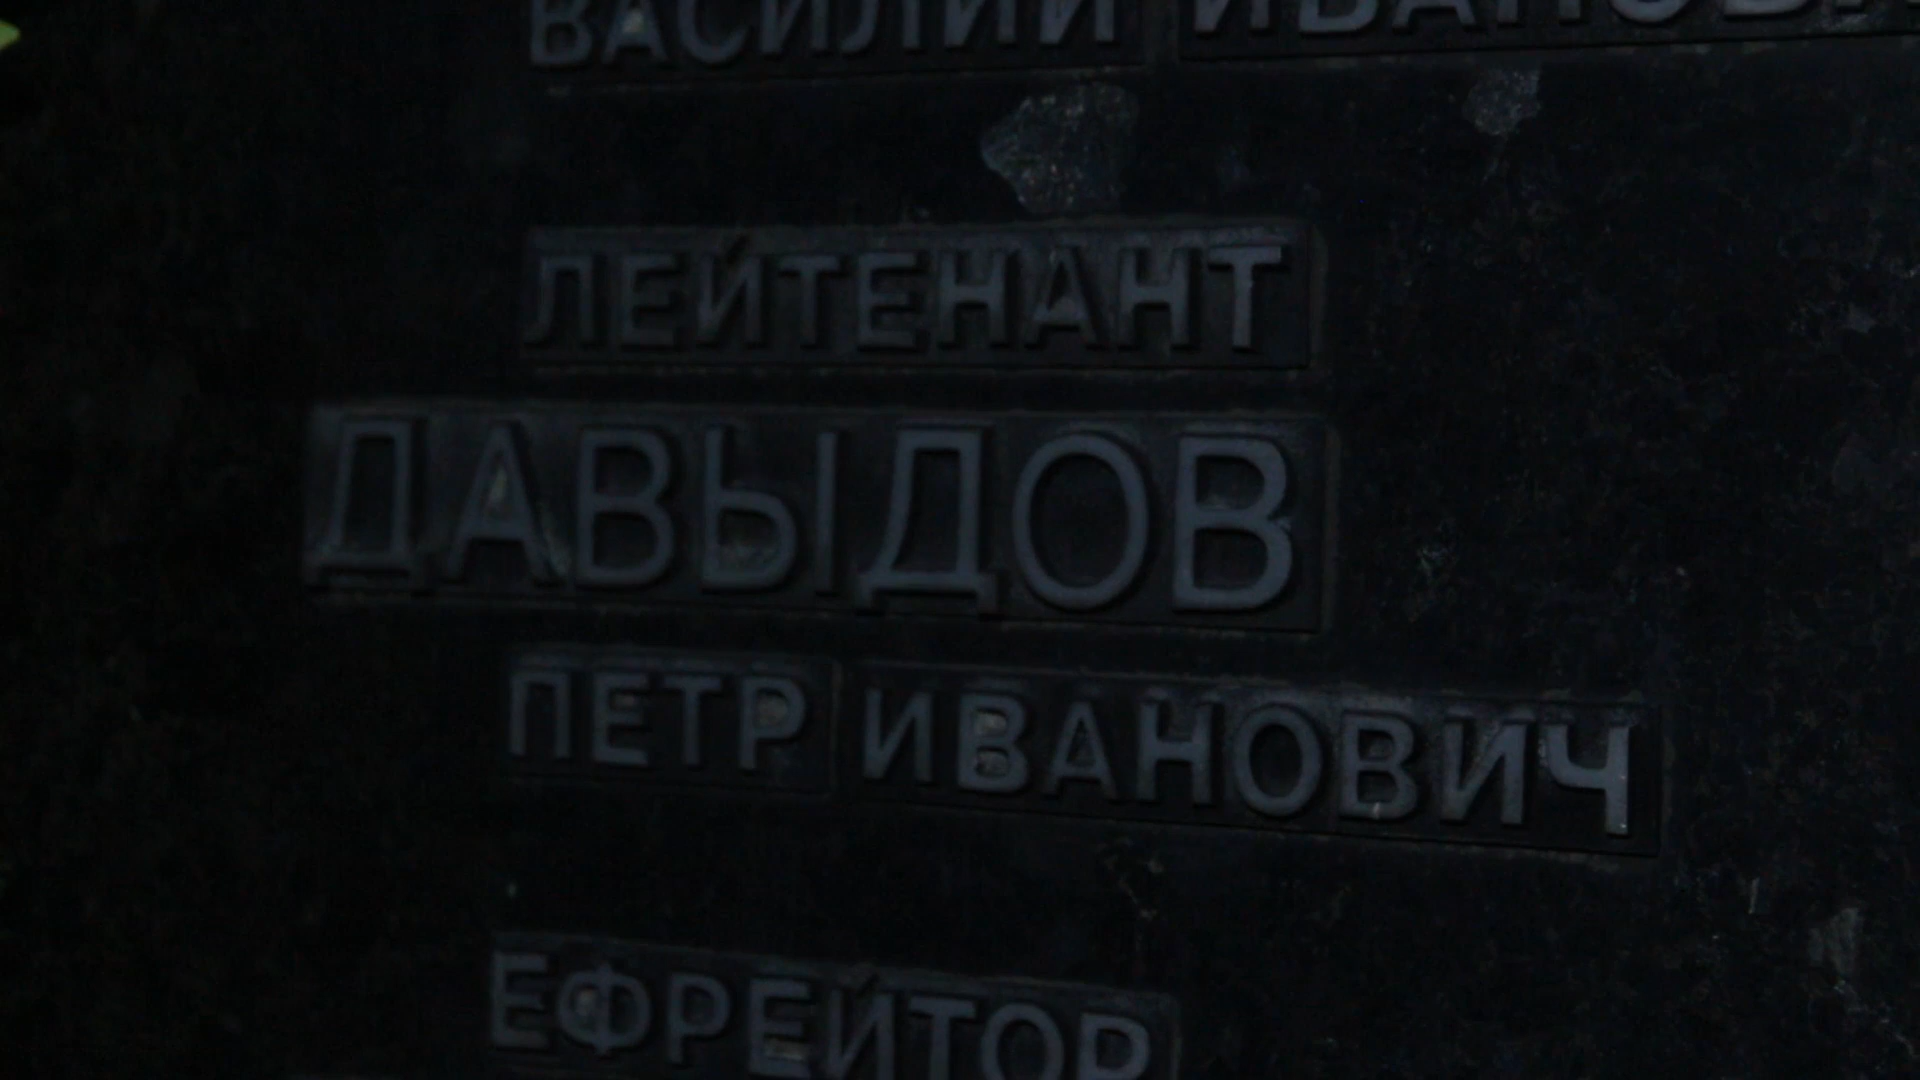 ВАСИЛИЙ
ЛЕЙТЕНАНТ
ДАВЫДОВ
ПЕТР ИВАНОВИЧ
ЕФРЕЙТОР